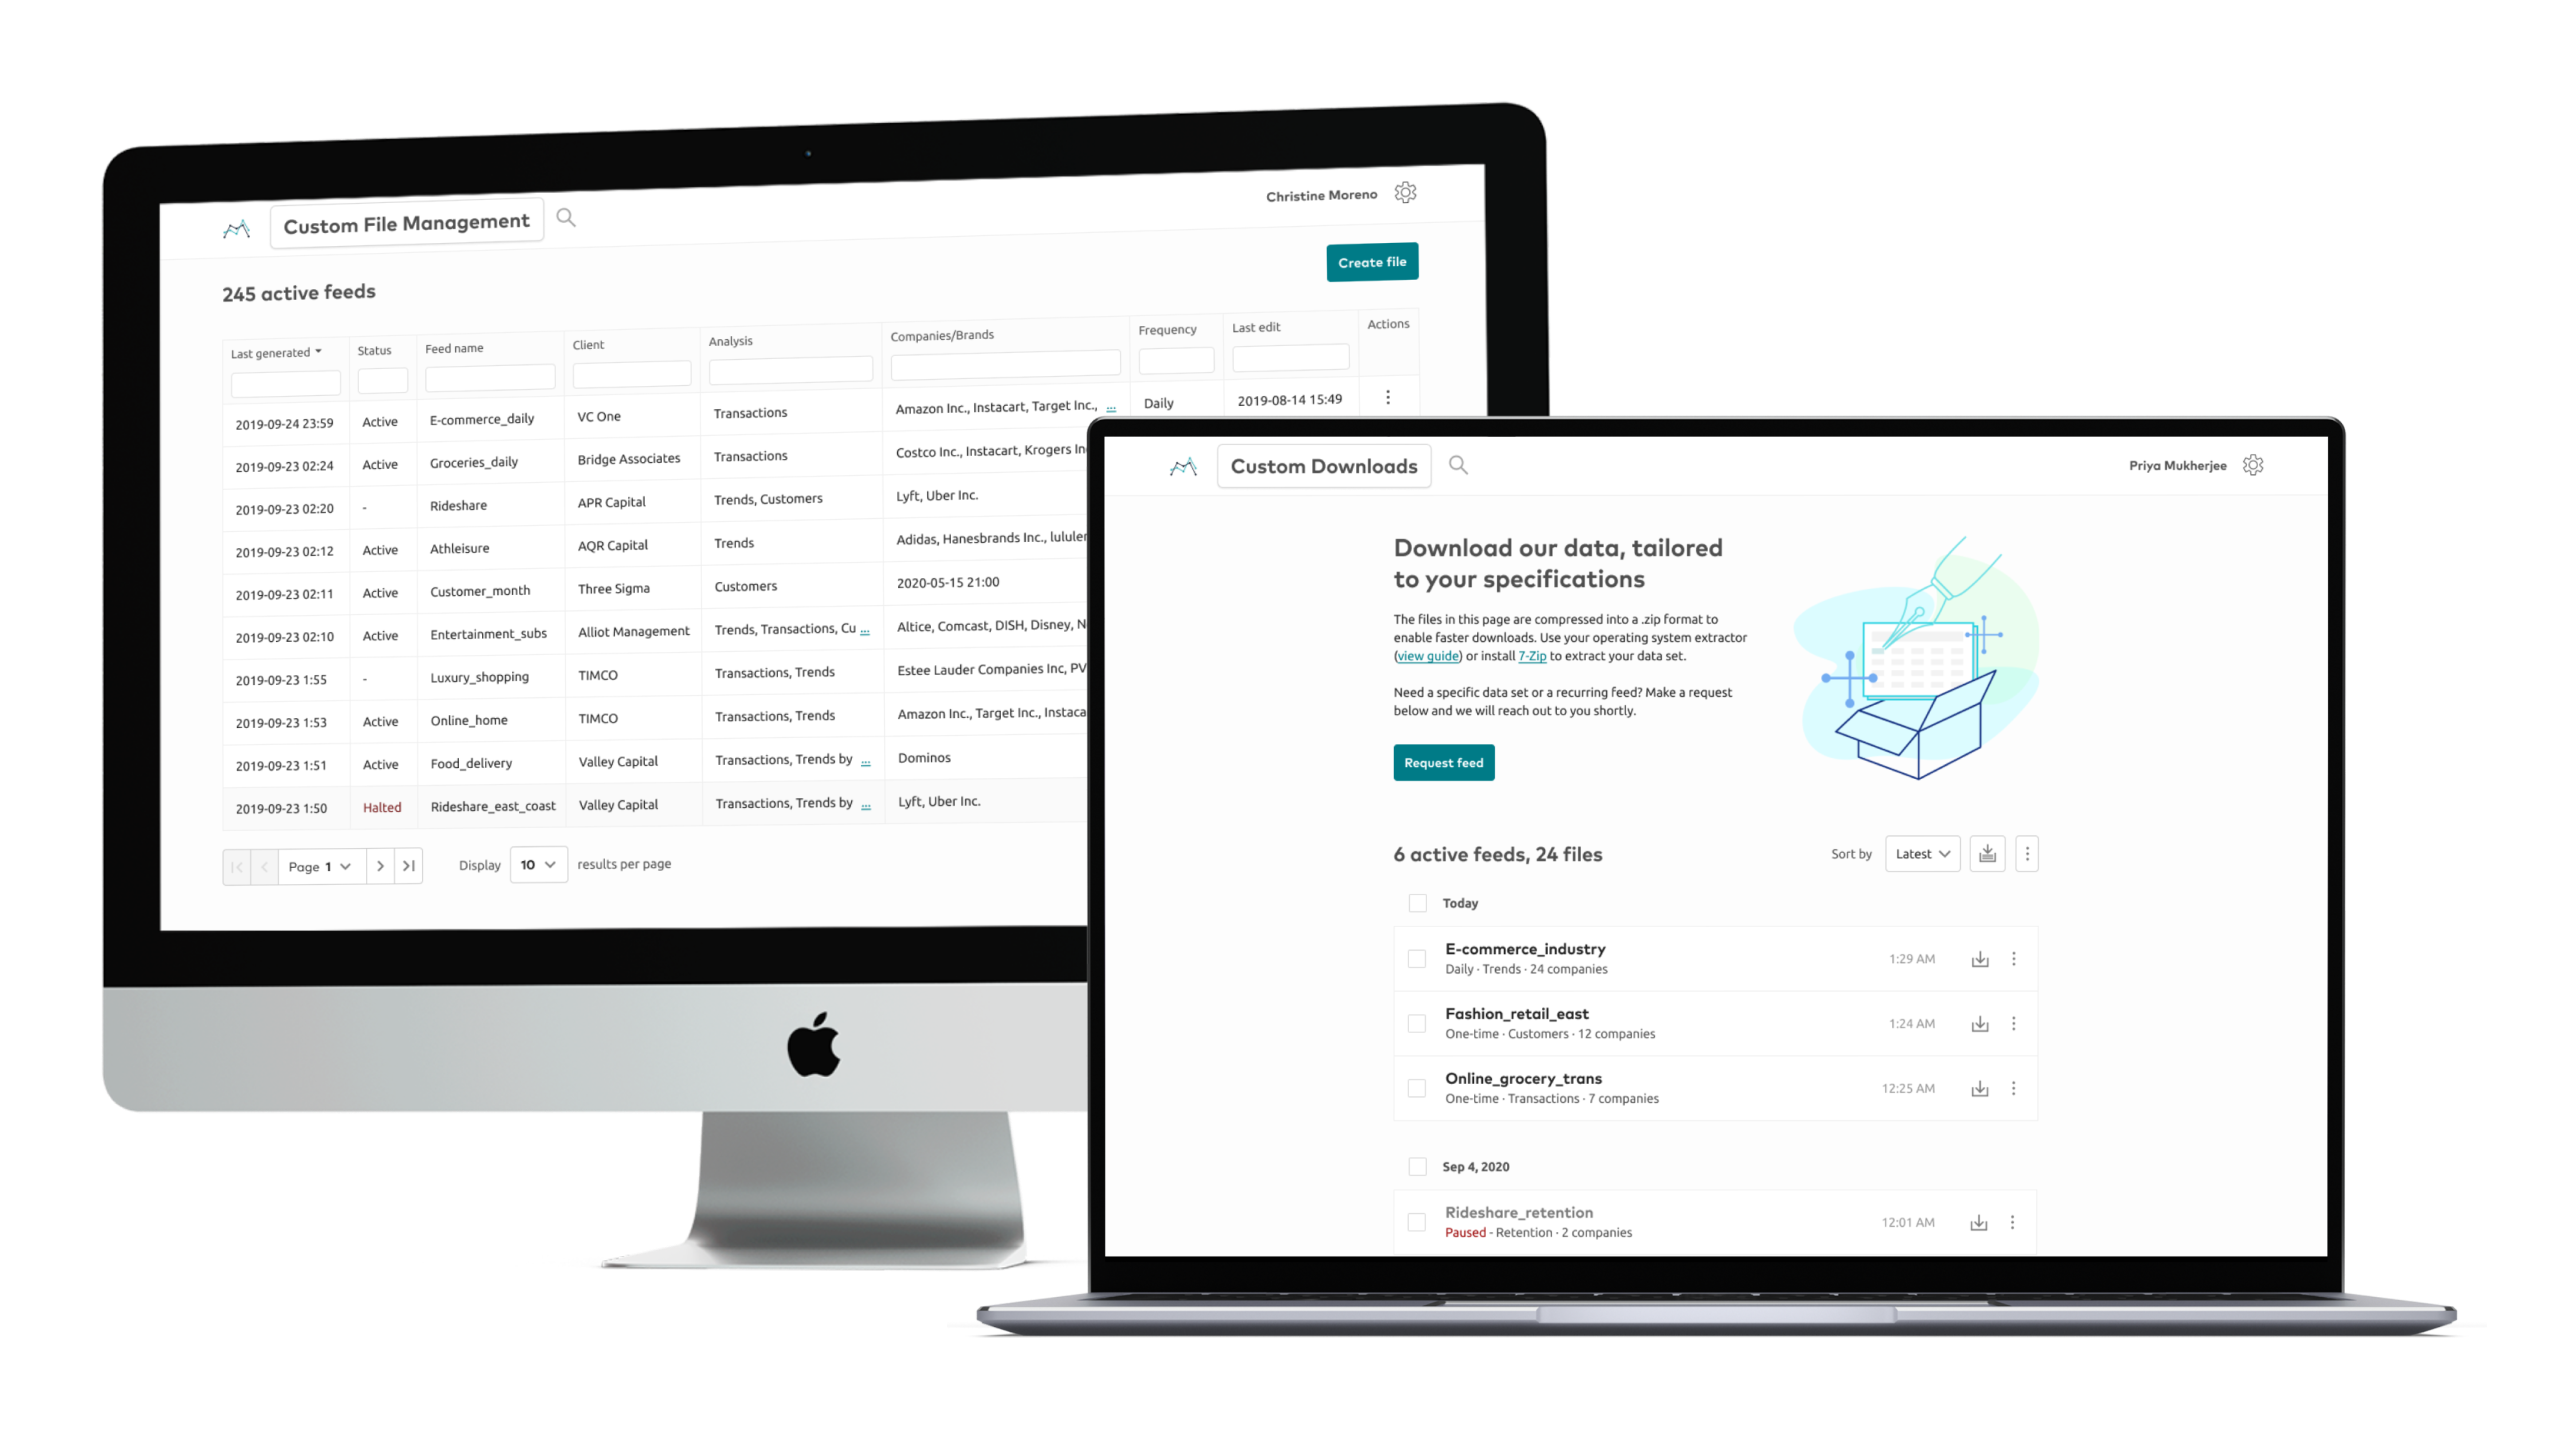 Custom File Management
Christine Moreno
245 active feeds
Create file
Last generated Status Feed name Client Analysis Companies/Brands Frequency Last edit Actions
2019-09-24 23:59 Active E-commerce_daily VC One Transactions Amazon Inc., Instacart, Target Inc., ... Daily 2019-08-14 15:49
2019-09-23 02:24 Active Groceries_daily Bridge Associates Transactions Costco Inc., Instacart, Krogers
2019-09-23 02:20 - Rideshare APR Capital Trends, Customers Lyft, Uber Inc.
2019-09-23 02:12 Active Athleisure AQR Capital Trends Adidas, Hanesbrands Inc.,
2019-09-23 02:11 Active Customer_month Three Sigma Customers 2020-05-15 21:00
2019-09-23 02:10 Active Entertainment_subs Alliot Management Trends, Transactions, Cu ... Altice, Comcast, DISH, Disney,
2019-09-23 1:55 - Luxury_shopping TIMCO Transactions, Trends Estee Lauder Companies Inc, PV
2019-09-23 1:53 Active Online_home TIMCO Transactions, Trends Amazon Inc., Target Inc., Instaca
2019-09-23 1:51 Active Food_delivery Valley Capital Transactions, Trends by ... Dominos
2019-09-23 1:50 Halted Rideshare_east_coast Valley Capital Transactions, Trends by ... Lyft, Uber Inc.
Page 1 Display 10 results per page
Custom Downloads
Priya Mukherjee
Download our data, tailored
to your specifications
The files in this page are compressed into a .zip format to
enable faster downloads. Use your operating system extractor
(view guide) or install 7-Zip to extract your data set.
Need a specific data set or a recurring feed? Make a request
below and we will reach out to you shortly.
Request feed
6 active feeds, 24 files
Sort by Latest
Today
E-commerce_industry
Daily · Trends · 24 companies
1:29 AM
Fashion_retail_east
One-time · Customers · 12 companies
1:24 AM
Online_grocery_trans
One-time · Transactions · 7 companies
12:25 AM
Sep 4, 2020
Rideshare_retention
Paused - Retention · 2 companies
12:01 AM